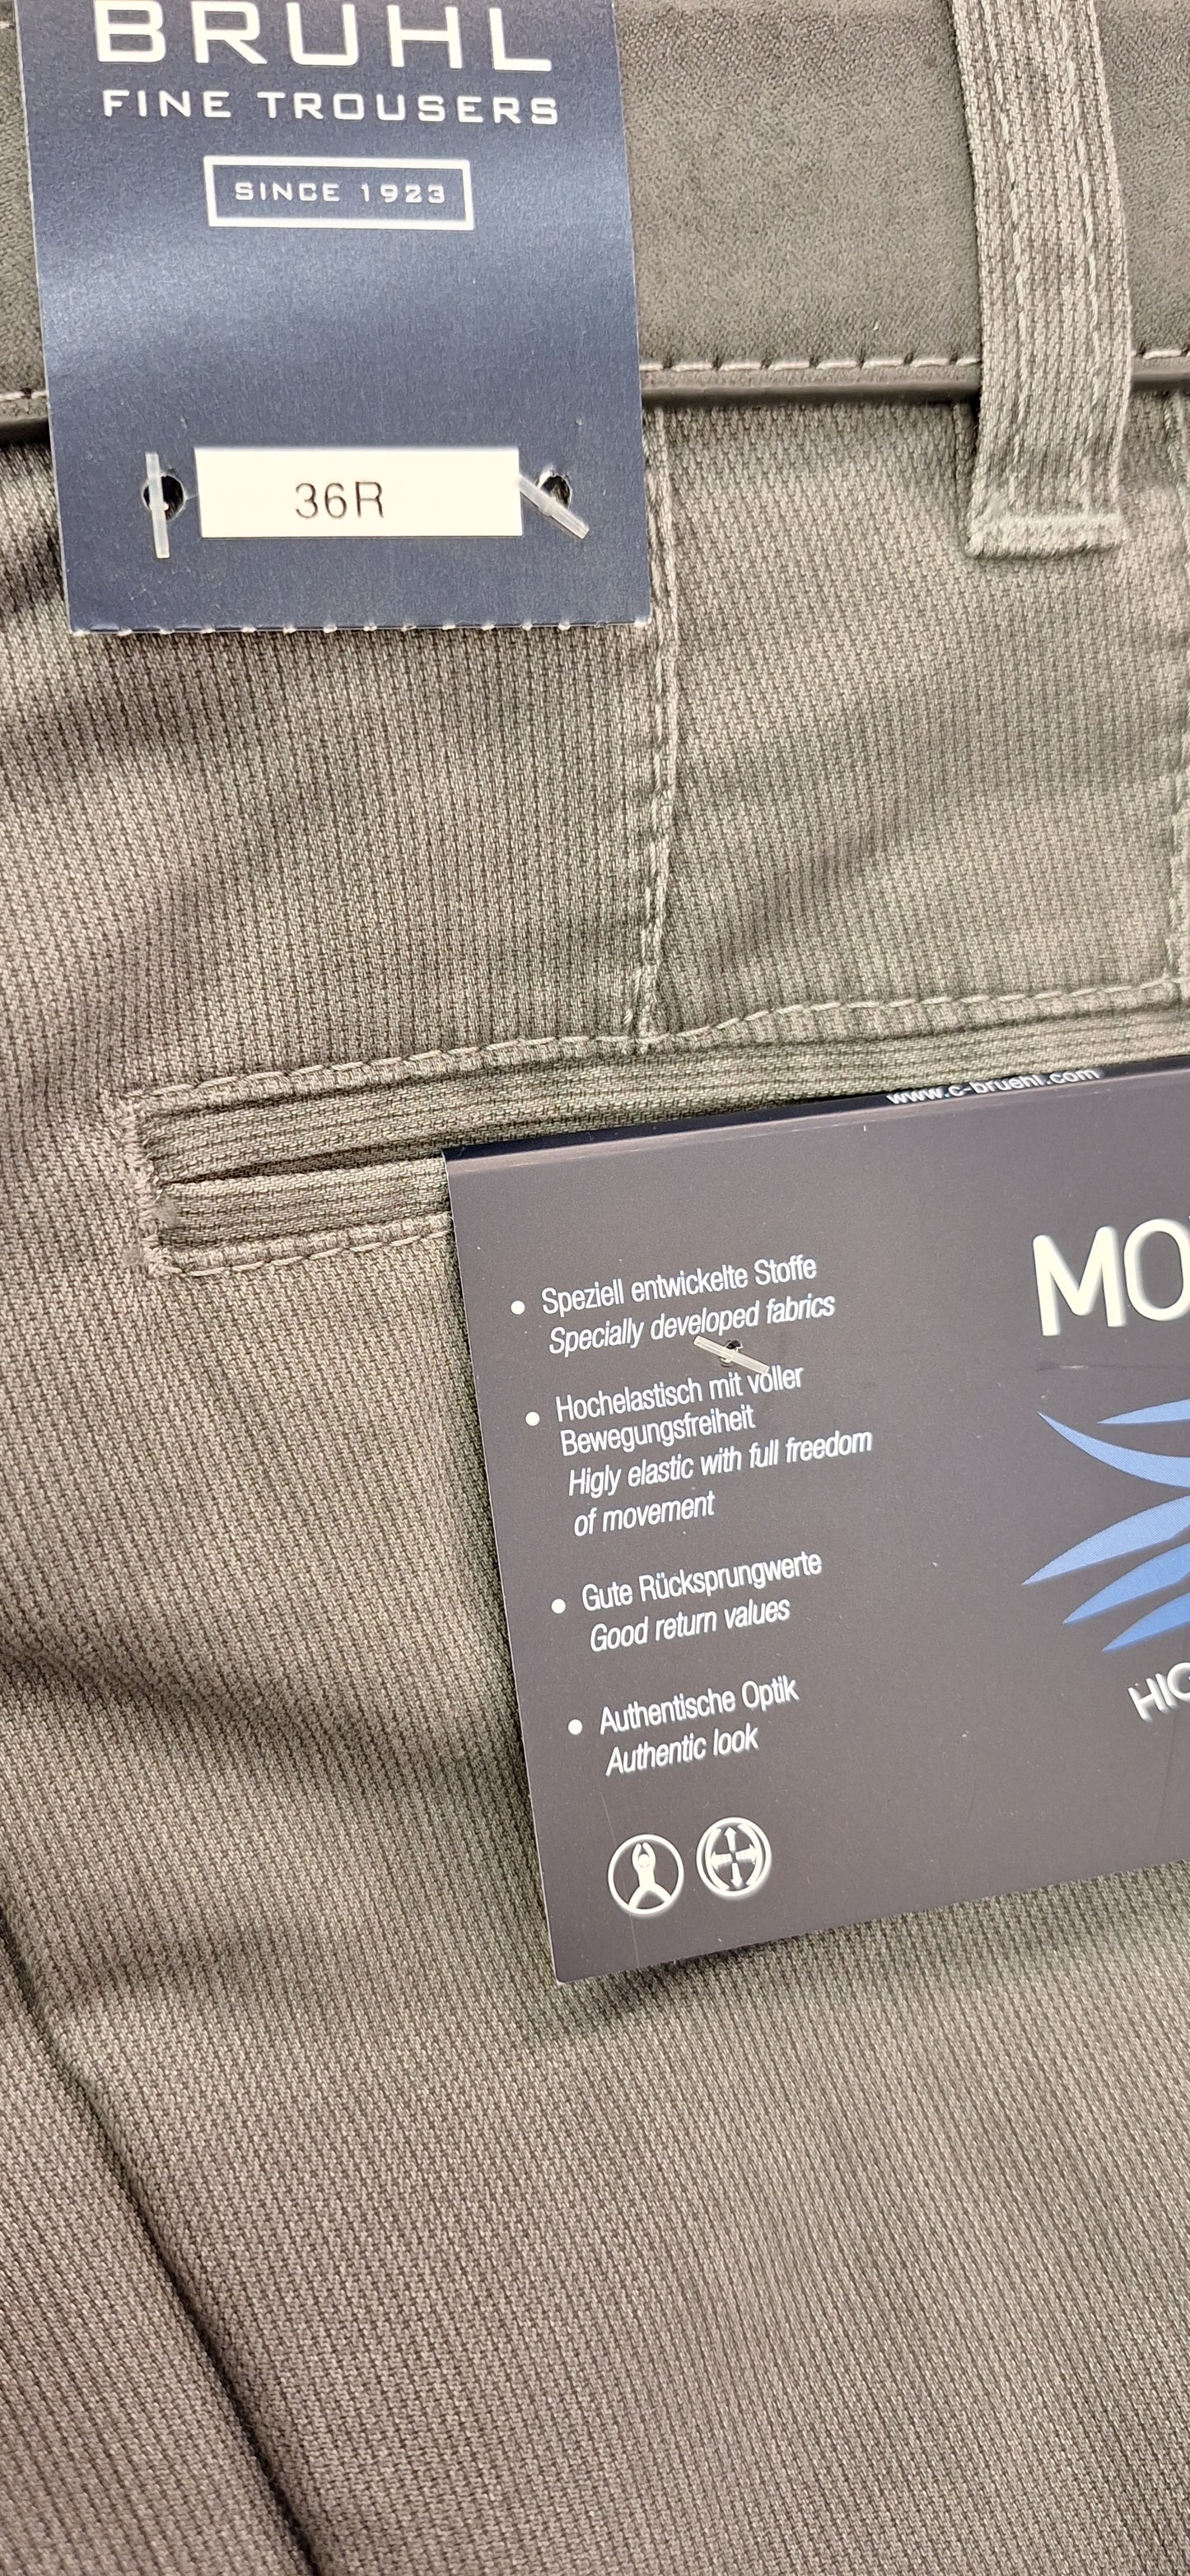 BRUHL
FINE TROUSERS
SINCE 1923
36R
www.c-bruehl.com
Speziell entwickelte Stoffe
Specially developed fabrics
Hochelastisch mit voller
Bewegungsfreiheit
Higly elastic with full freedom
of movement
Gute Rücksprungwerte
Good return values
Authentische Optik
Authentic look
MO
HIG